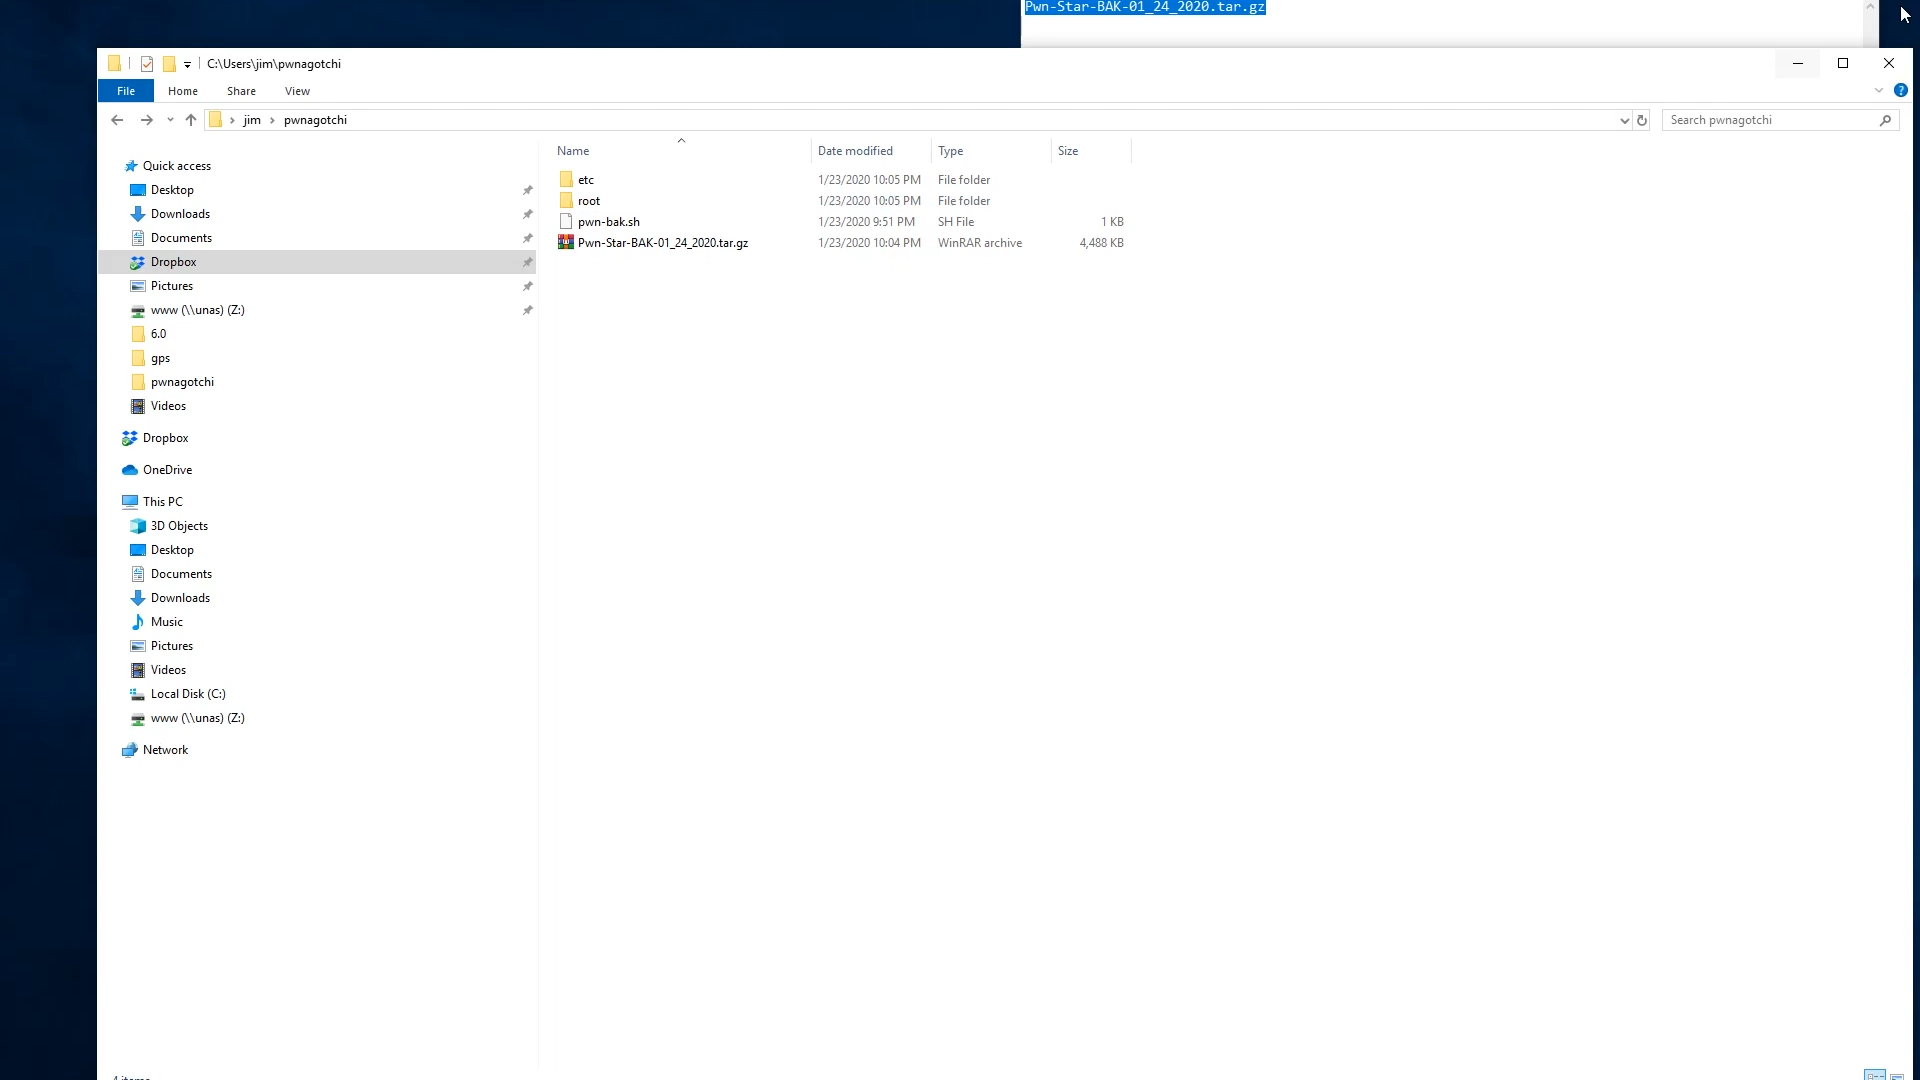 Pwn-Star-BAK-01_24_2020.tar.gz
C:\Users\jim\pwnagotchi
File Home Share View
jim pwnagotchi
Search pwnagotchi
Name Date modified Type Size
etc 1/23/2020 10:05 PM File folder
root 1/23/2020 10:05 PM File folder
pwn-bak.sh 1/23/2020 9:51 PM SH File 1 KB
Pwn-Star-BAK-01_24_2020.tar.gz 1/23/2020 10:04 PM WinRAR archive 4,488 KB
Quick access
Desktop
Downloads
Documents
Dropbox
Pictures
www (\\unas) (Z:)
6.0
gps
pwnagotchi
Videos
Dropbox
OneDrive
This PC
3D Objects
Desktop
Documents
Downloads
Music
Pictures
Videos
Local Disk (C:)
www (\\unas) (Z:)
Network
4 items